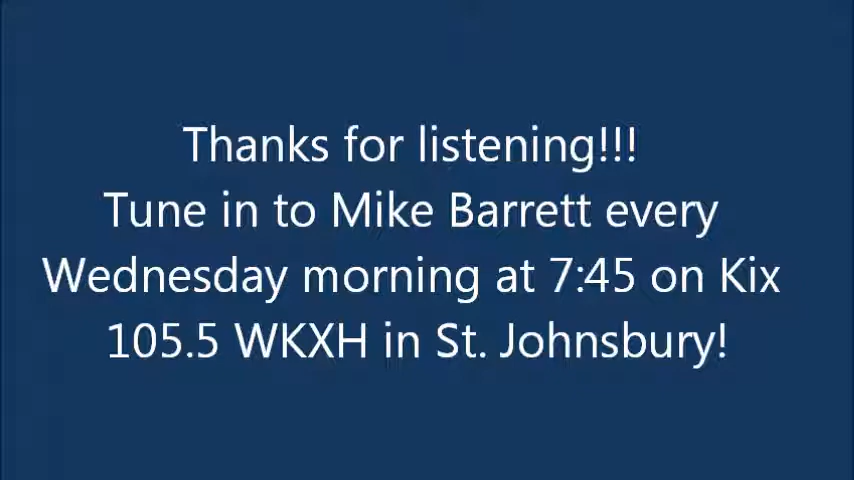 Thanks for listening!!!
Tune in to Mike Barrett every
Wednesday morning at 7:45 on Kix
105.5 WKXH in St. Johnsbury!